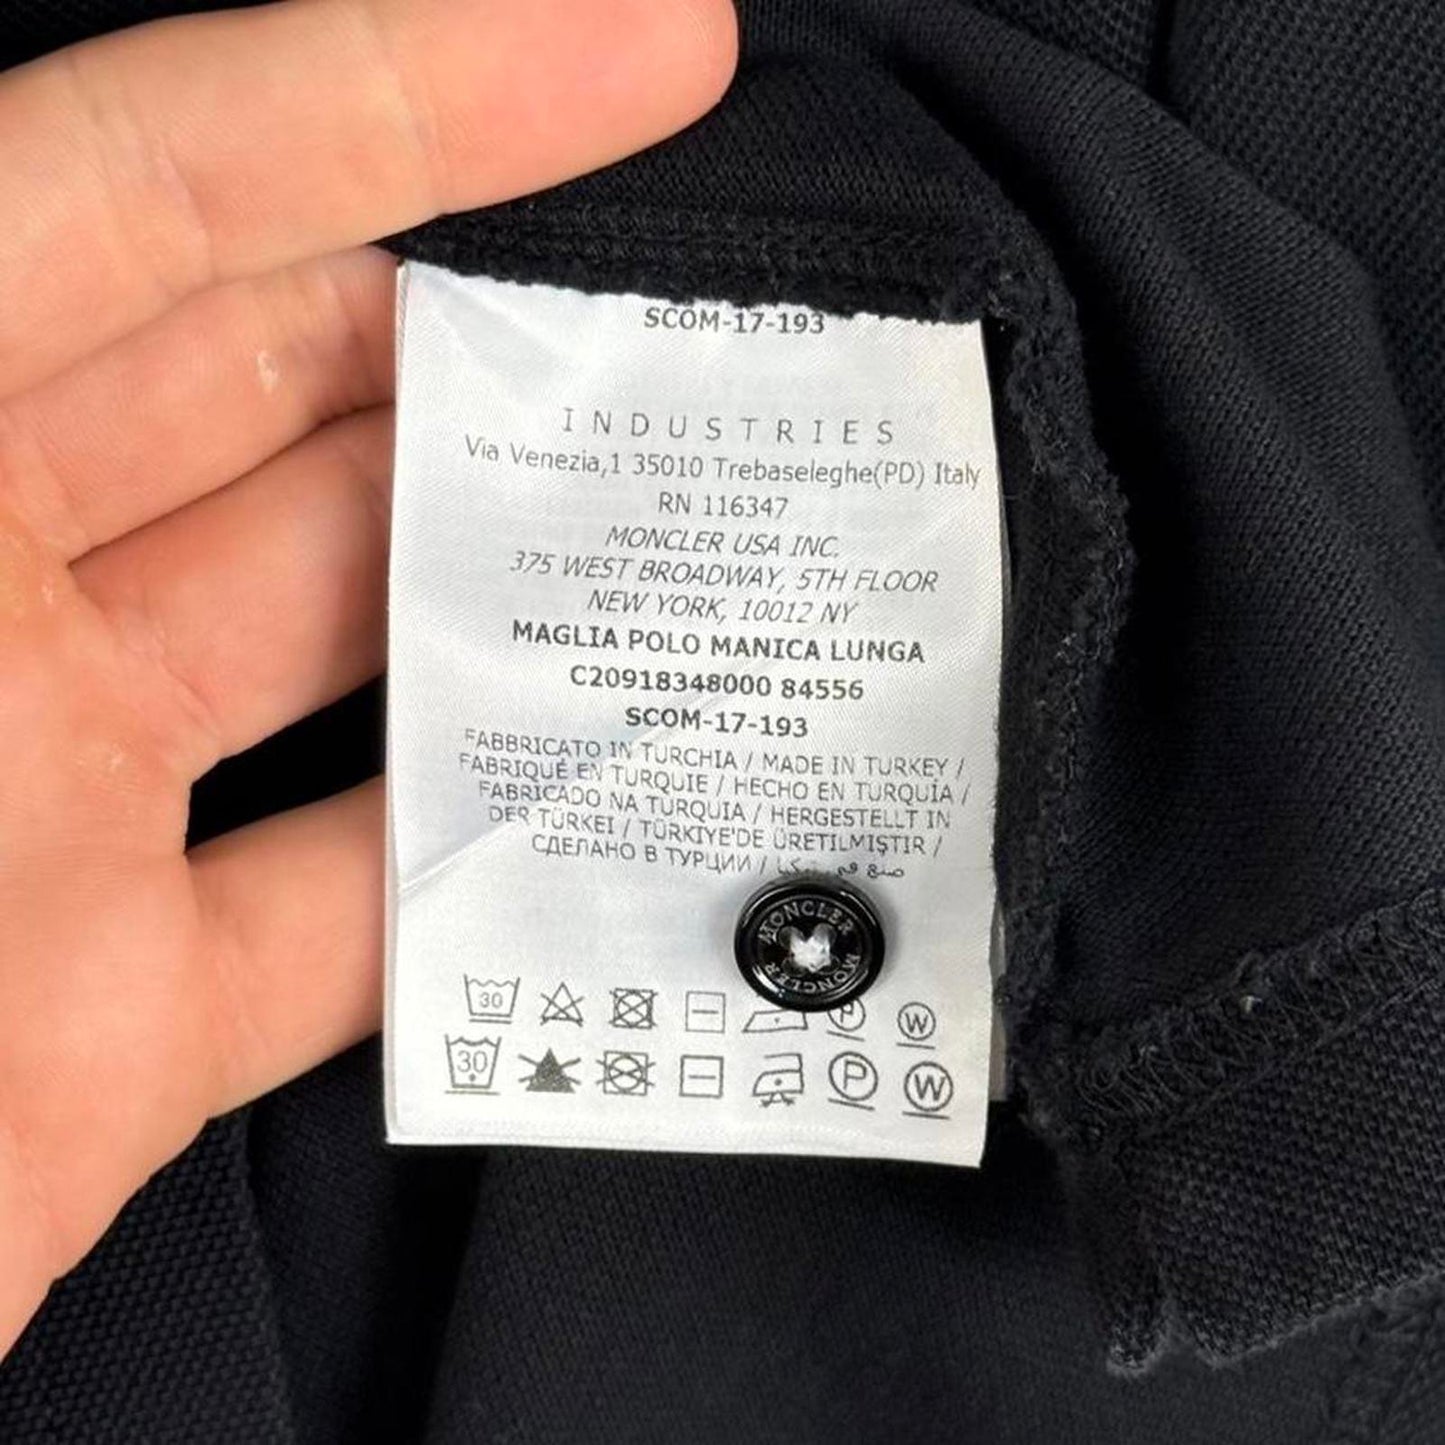 SCOM-17-193
INDUSTRIES
Via Venezia,1 35010 Trebaseleghe(PD) Italy
RN 116347
MONCLER USA INC.
375 WEST BROADWAY, 5TH FLOOR
NEW YORK, 10012 NY
MAGLIA POLO MANICA LUNGA
C20918348000 84556
SCOM-17-193
FABBRICATO IN TURCHIA / MADE IN TURKEY /
FABRIQUÉ EN TURQUIE / HECHO EN TURQUÍA /
FABRICADO NA TURQUIA / HERGESTELLT IN
DER TÜRKEI / TÜRKIYE'DE ÜRETILMIŞTIR /
СДЕЛАНО В ТУРЦИИ / صنع في تركيا
MONCLER
MONCLER
30 P W
30 P W